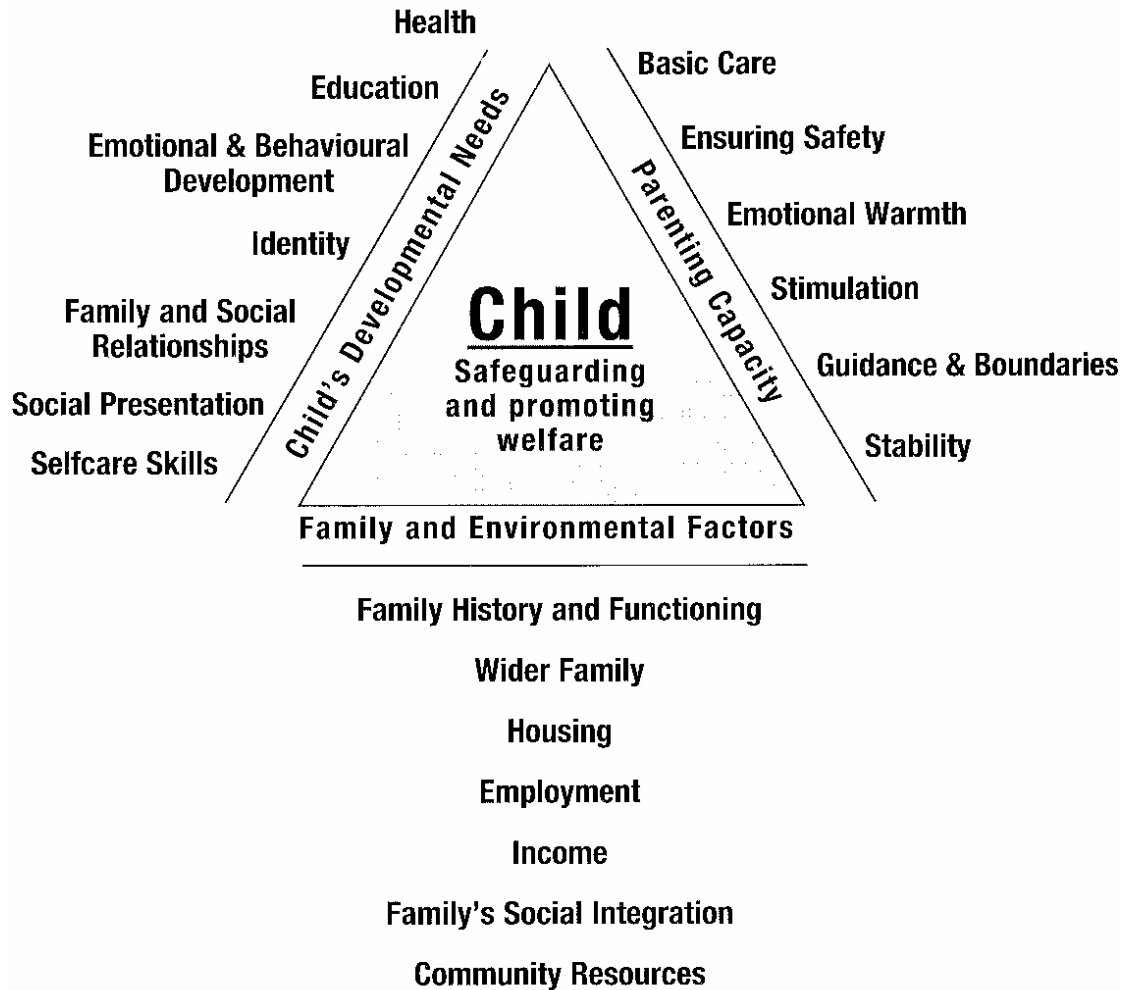 Health
Education
Emotional & Behavioural
Development
Identity
Family and Social
Relationships
Social Presentation
Selfcare Skills
Child's Developmental Needs
Basic Care
Ensuring Safety
Emotional Warmth
Stimulation
Guidance & Boundaries
Stability
Parenting Capacity
Child
Safeguarding
and promoting
welfare
Family and Environmental Factors
Family History and Functioning
Wider Family
Housing
Employment
Income
Family's Social Integration
Community Resources